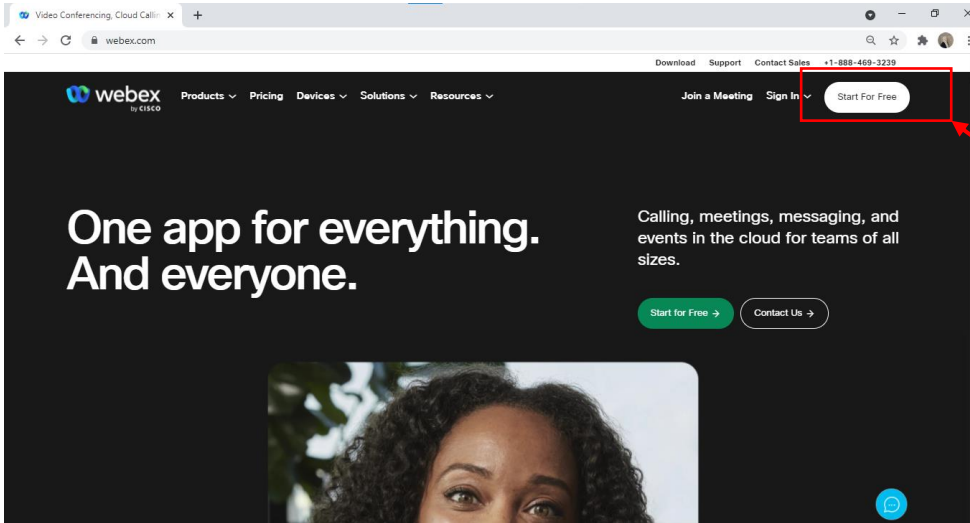 Video Conferencing, Cloud Callin
webex.com
Download Support Contact Sales +1-888-469-3239
webex Products Pricing Devices Solutions Resources Join a Meeting Sign In Start For Free
by CISCO
One app for everything.
And everyone.
Calling, meetings, messaging, and
events in the cloud for teams of all
sizes.
Start for Free → Contact Us →